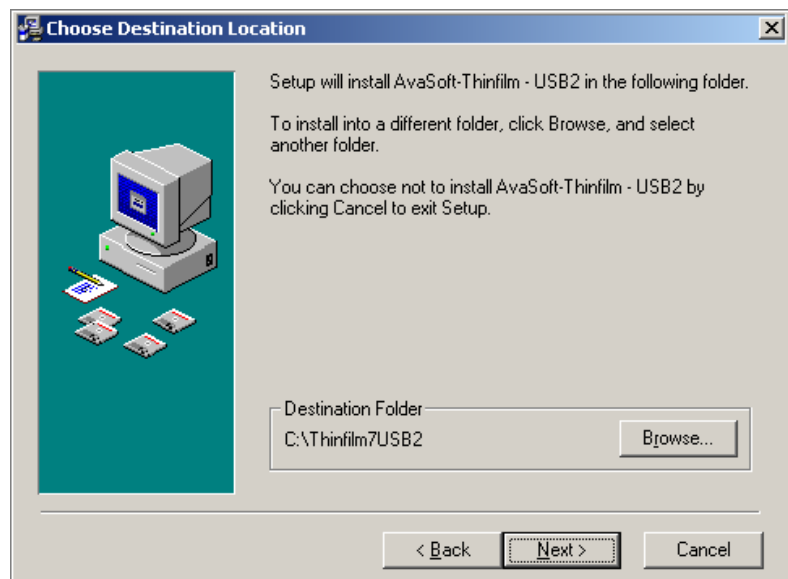 Choose Destination Location
Setup will install AvaSoft-Thinfilm - USB2 in the following folder.
To install into a different folder, click Browse, and select
another folder.
You can choose not to install AvaSoft-Thinfilm - USB2 by
clicking Cancel to exit Setup.
Destination Folder
C:\Thinfilm7USB2
Browse...
< Back
Next >
Cancel